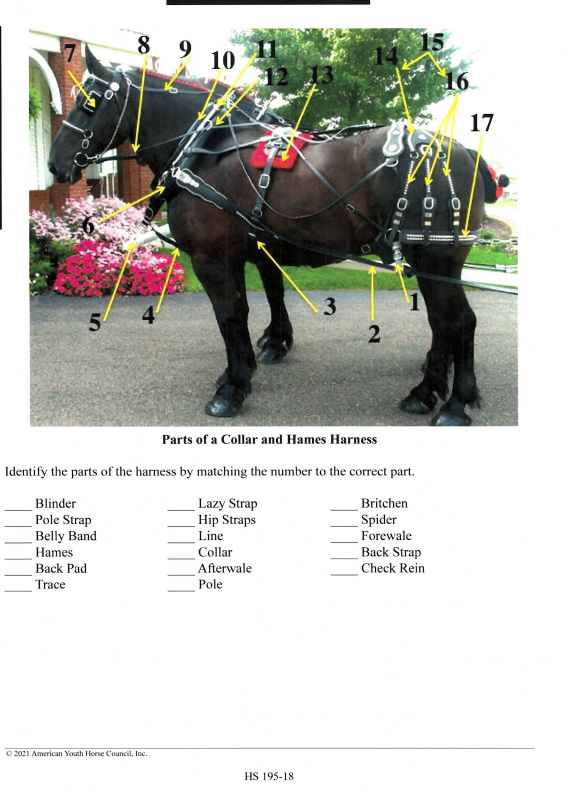 7
8
9
10
11
12
13
14
15
16
17
6
5
4
3
2
1
Parts of a Collar and Hames Harness
Identify the parts of the harness by matching the number to the correct part.
____ Blinder
____ Pole Strap
____ Belly Band
____ Hames
____ Back Pad
____ Trace
____ Lazy Strap
____ Hip Straps
____ Line
____ Collar
____ Afterwale
____ Pole
____ Britchen
____ Spider
____ Forewale
____ Back Strap
____ Check Rein
© 2021 American Youth Horse Council, Inc.
HS 195-18